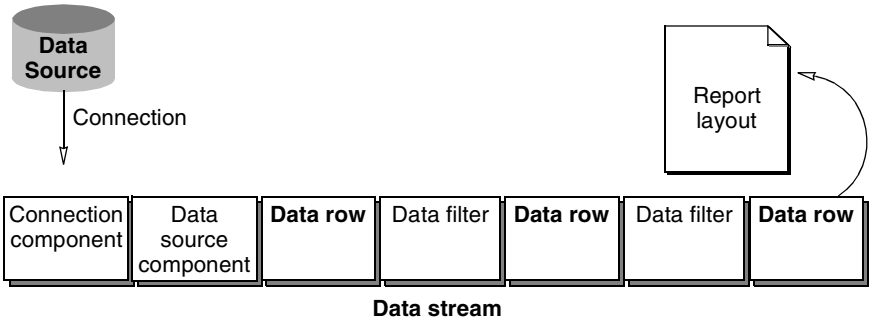 Data
Source
Connection
Report
layout
Connection
component
Data
source
component
Data row
Data filter
Data row
Data filter
Data row
Data stream